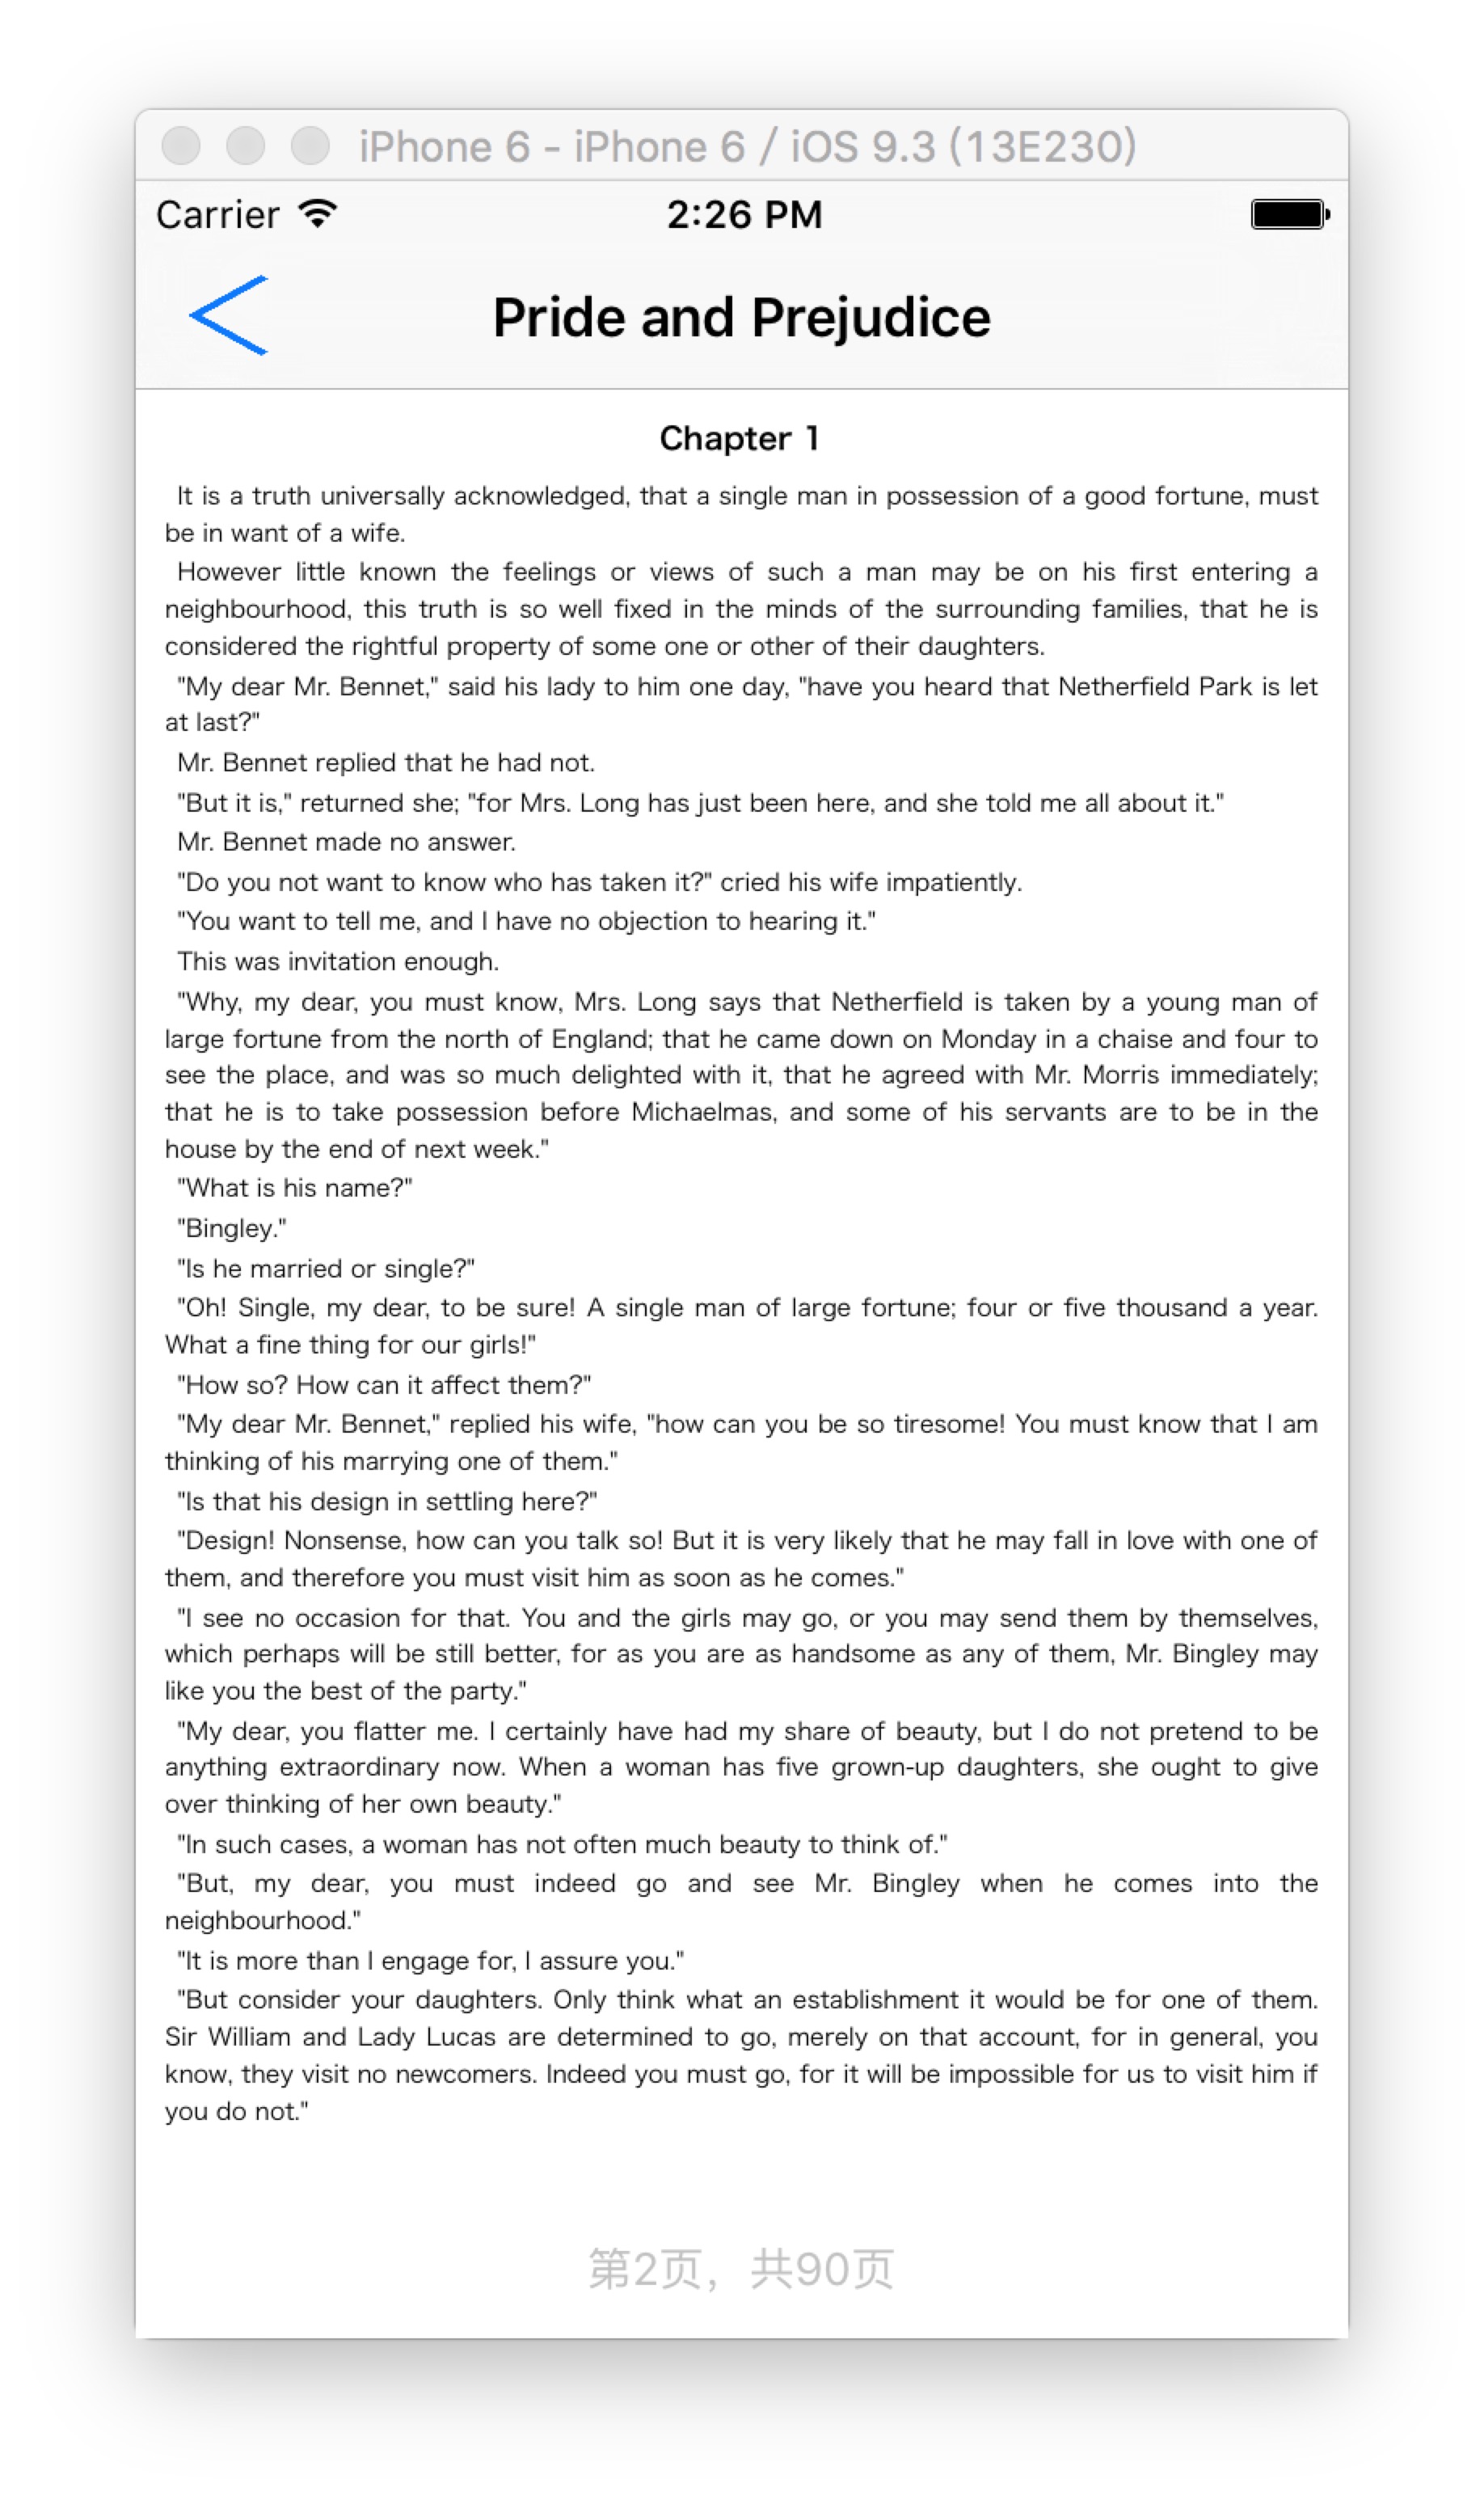 iPhone 6 - iPhone 6 / iOS 9.3 (13E230)
Carrier 2:26 PM
Pride and Prejudice
Chapter 1
It is a truth universally acknowledged, that a single man in possession of a good fortune, must
be in want of a wife.
However little known the feelings or views of such a man may be on his first entering a
neighbourhood, this truth is so well fixed in the minds of the surrounding families, that he is
considered the rightful property of some one or other of their daughters.
"My dear Mr. Bennet," said his lady to him one day, "have you heard that Netherfield Park is let
at last?"
Mr. Bennet replied that he had not.
"But it is," returned she; "for Mrs. Long has just been here, and she told me all about it."
Mr. Bennet made no answer.
"Do you not want to know who has taken it?" cried his wife impatiently.
"You want to tell me, and I have no objection to hearing it."
This was invitation enough.
"Why, my dear, you must know, Mrs. Long says that Netherfield is taken by a young man of
large fortune from the north of England; that he came down on Monday in a chaise and four to
see the place, and was so much delighted with it, that he agreed with Mr. Morris immediately;
that he is to take possession before Michaelmas, and some of his servants are to be in the
house by the end of next week."
"What is his name?"
"Bingley."
"Is he married or single?"
"Oh! Single, my dear, to be sure! A single man of large fortune; four or five thousand a year.
What a fine thing for our girls!"
"How so? How can it affect them?"
"My dear Mr. Bennet," replied his wife, "how can you be so tiresome! You must know that I am
thinking of his marrying one of them."
"Is that his design in settling here?"
"Design! Nonsense, how can you talk so! But it is very likely that he may fall in love with one of
them, and therefore you must visit him as soon as he comes."
"I see no occasion for that. You and the girls may go, or you may send them by themselves,
which perhaps will be still better, for as you are as handsome as any of them, Mr. Bingley may
like you the best of the party."
"My dear, you flatter me. I certainly have had my share of beauty, but I do not pretend to be
anything extraordinary now. When a woman has five grown-up daughters, she ought to give
over thinking of her own beauty."
"In such cases, a woman has not often much beauty to think of."
"But, my dear, you must indeed go and see Mr. Bingley when he comes into the
neighbourhood."
"It is more than I engage for, I assure you."
"But consider your daughters. Only think what an establishment it would be for one of them.
Sir William and Lady Lucas are determined to go, merely on that account, for in general, you
know, they visit no newcomers. Indeed you must go, for it will be impossible for us to visit him if
you do not."
第2页，共90页